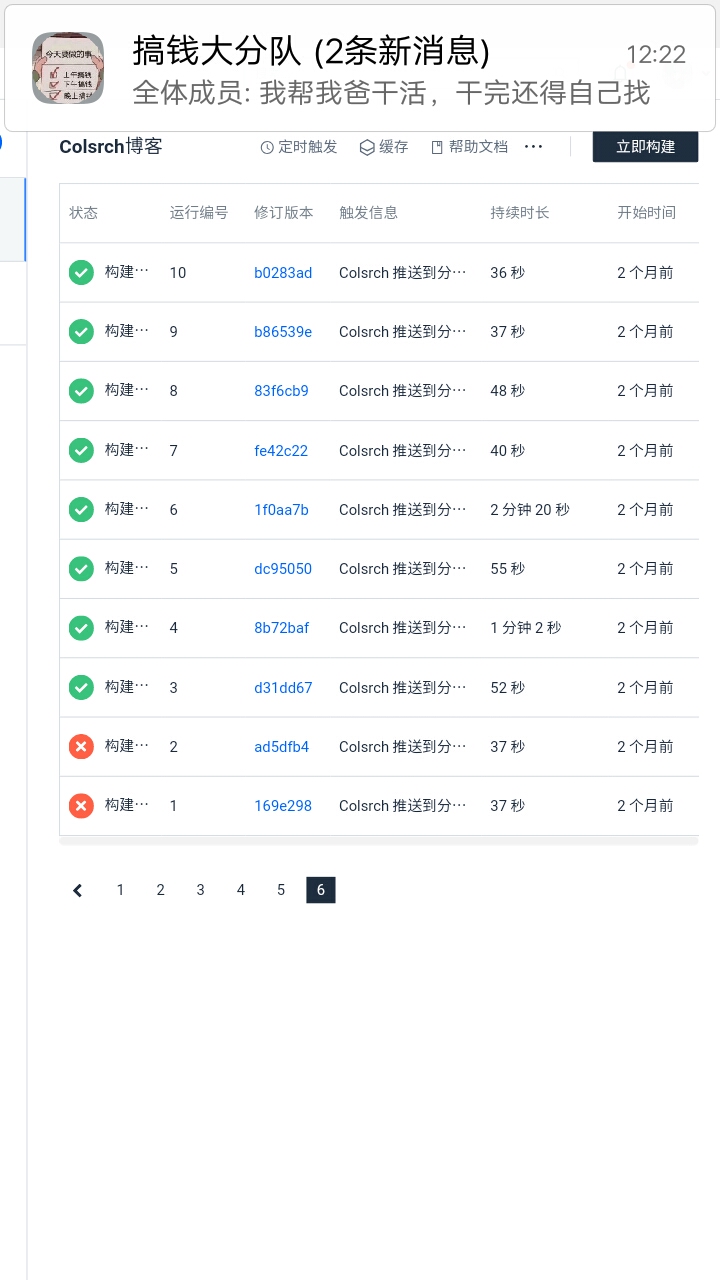 今天要做的事
上午搞钱
下午搞钱
晚上搞钱
搞钱大分队 (2条新消息)
12:22
全体成员: 我帮我爸干活，干完还得自己找
Colsrch博客 定时触发 缓存 帮助文档 ··· 立即构建
状态 运行编号 修订版本 触发信息 持续时长 开始时间
构建··· 10 b0283ad Colsrch 推送到分··· 36 秒 2 个月前
构建··· 9 b86539e Colsrch 推送到分··· 37 秒 2 个月前
构建··· 8 83f6cb9 Colsrch 推送到分··· 48 秒 2 个月前
构建··· 7 fe42c22 Colsrch 推送到分··· 40 秒 2 个月前
构建··· 6 1f0aa7b Colsrch 推送到分··· 2 分钟 20 秒 2 个月前
构建··· 5 dc95050 Colsrch 推送到分··· 55 秒 2 个月前
构建··· 4 8b72baf Colsrch 推送到分··· 1 分钟 2 秒 2 个月前
构建··· 3 d31dd67 Colsrch 推送到分··· 52 秒 2 个月前
构建··· 2 ad5dfb4 Colsrch 推送到分··· 37 秒 2 个月前
构建··· 1 169e298 Colsrch 推送到分··· 37 秒 2 个月前
1 2 3 4 5 6